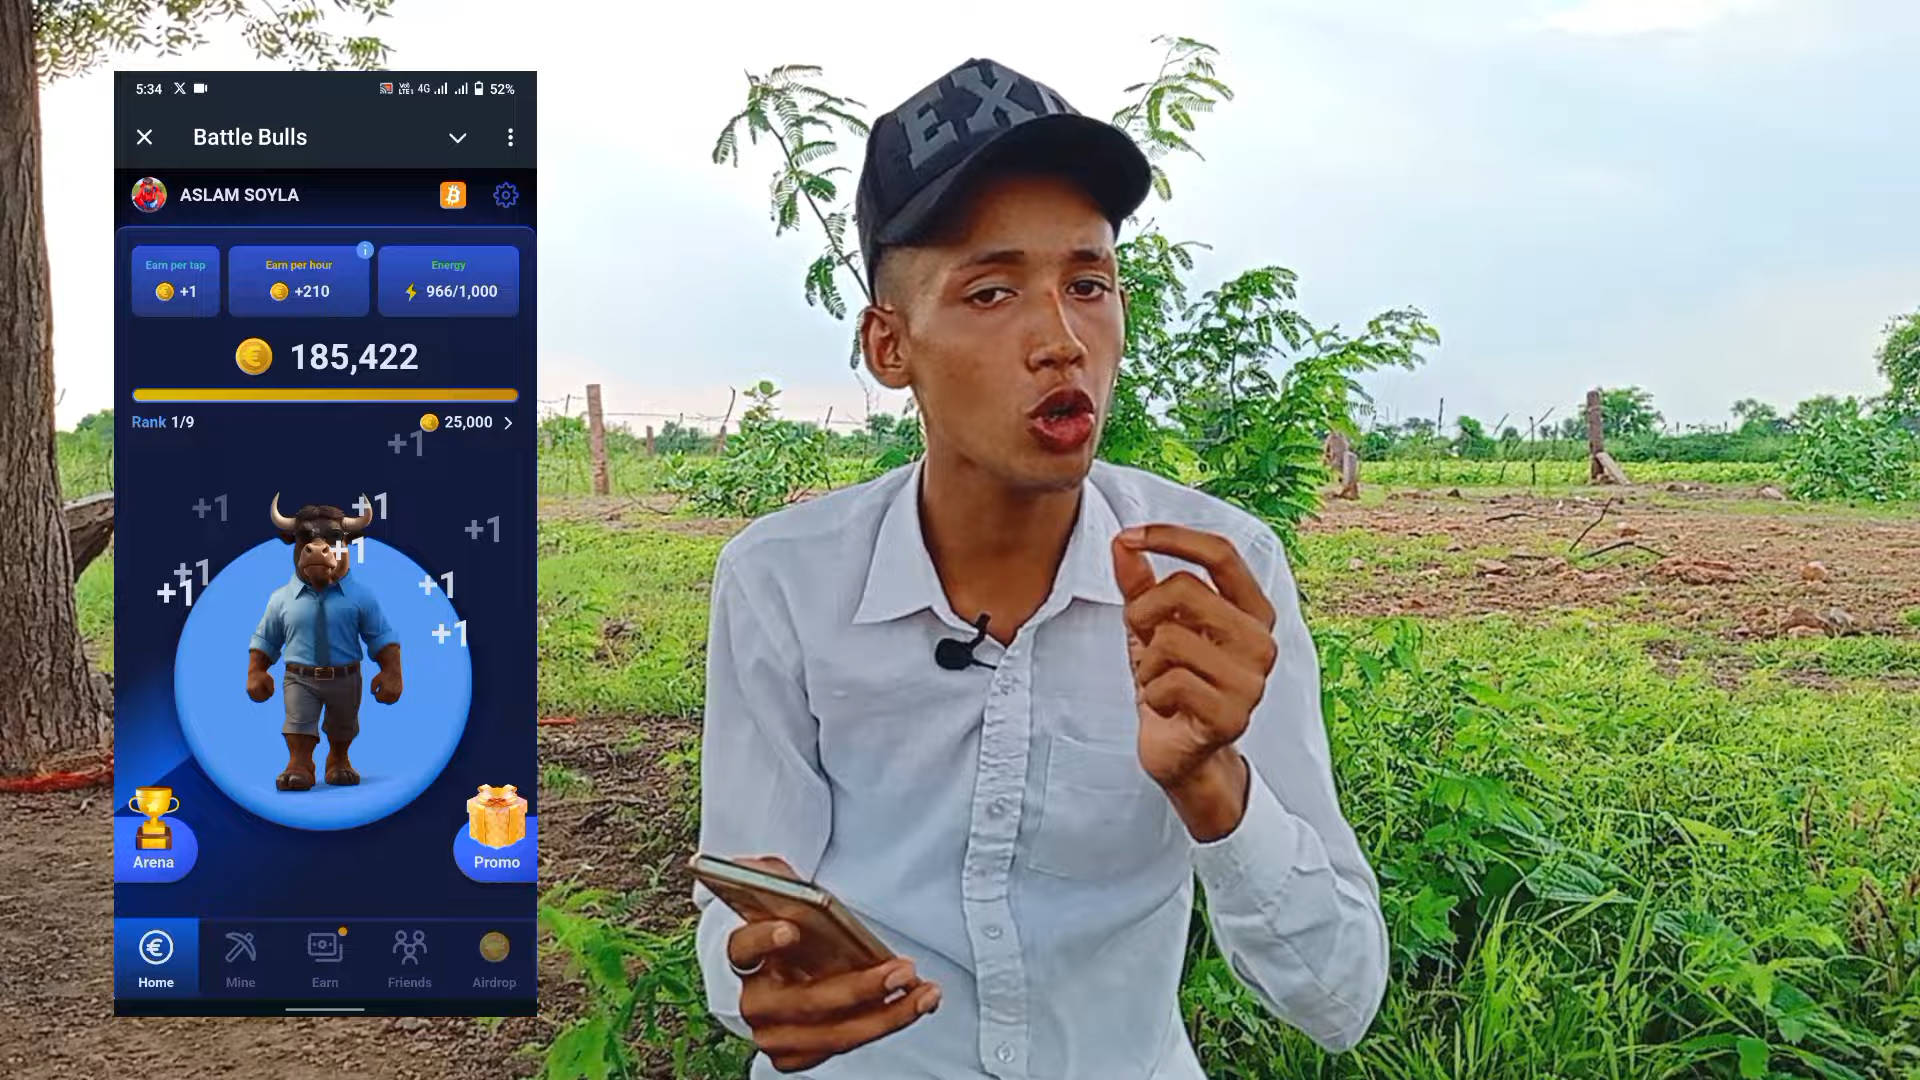 5:34 X VoLTE1 4G 52%
Battle Bulls
ASLAM SOYLA
Earn per tap
+1
Earn per hour
+210
Energy
966/1,000
185,422
Rank 1/9
25,000
+1
+1
+1
+1
+1
+1
+1
+1
+1
Arena
Promo
Home
Mine
Earn
Friends
Airdrop